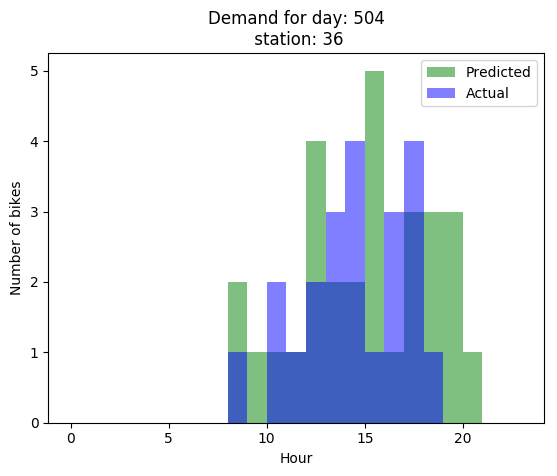 Demand for day: 504
station: 36
Predicted
Actual
5
4
3
2
1
0
Number of bikes
0 5 10 15 20
Hour